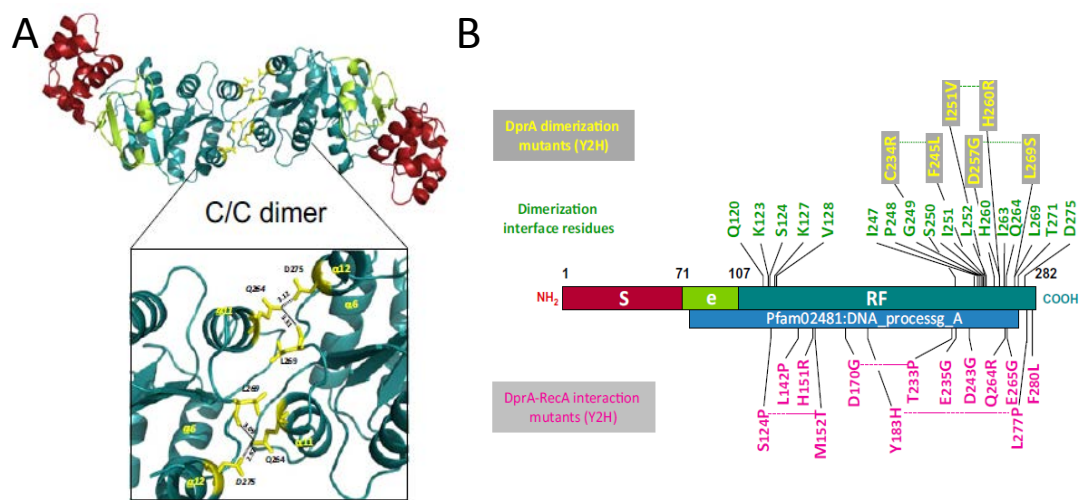 A
C/C dimer
D275
α12
Q264
α6
3.12
α11
L269
L269
α6
α11
Q264
α12
D275
B
DprA dimerization
mutants (Y2H)
I251V
H260R
C234R
F245L
D257G
L269S
Dimerization
interface residues
Q120
K123
S124
K127
V128
I247
P248
G249
S250
I251
L252
H260
I263
Q264
L269
T271
D275
1
71
107
282
NH2
S
e
RF
COOH
Pfam02481:DNA_processg_A
DprA-RecA interaction
mutants (Y2H)
S124P
L142P
H151R
M152T
D170G
Y183H
T233P
E235G
D243G
Q264R
E265G
L277P
F280L